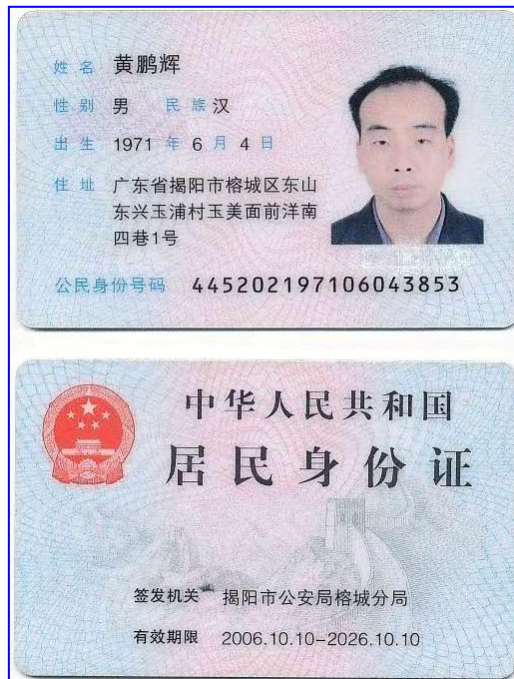 姓名 黄鹏辉
性别 男 民族 汉
出生 1971 年 6 月 4 日
住址 广东省揭阳市榕城区东山
东兴玉浦村玉美面前洋南
四巷1号
公民身份号码 445202197106043853
中华人民共和国
居民身份证
签发机关 揭阳市公安局榕城分局
有效期限 2006.10.10-2026.10.10